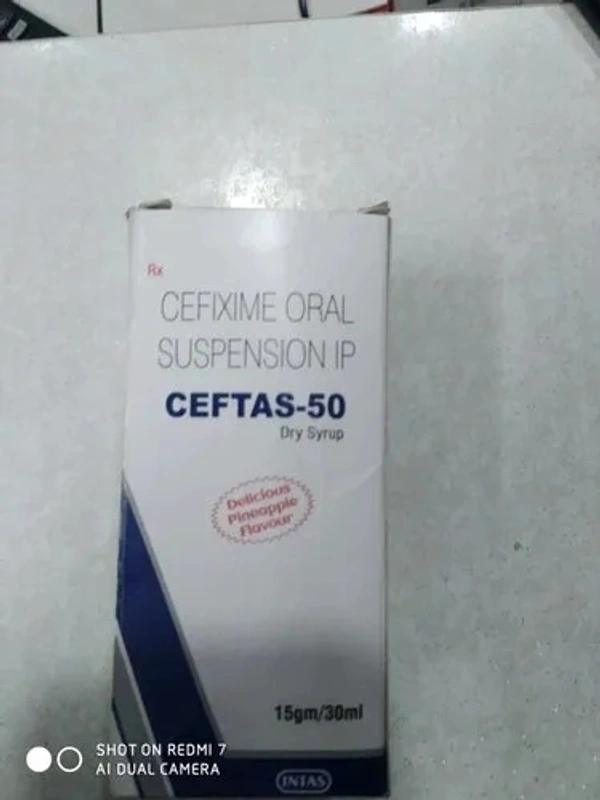 Rx
CEFIXIME ORAL
SUSPENSION IP
CEFTAS-50
Dry Syrup
Delicious
Pineapple
Flavour
15gm/30ml
INTAS
SHOT ON REDMI 7
AI DUAL CAMERA